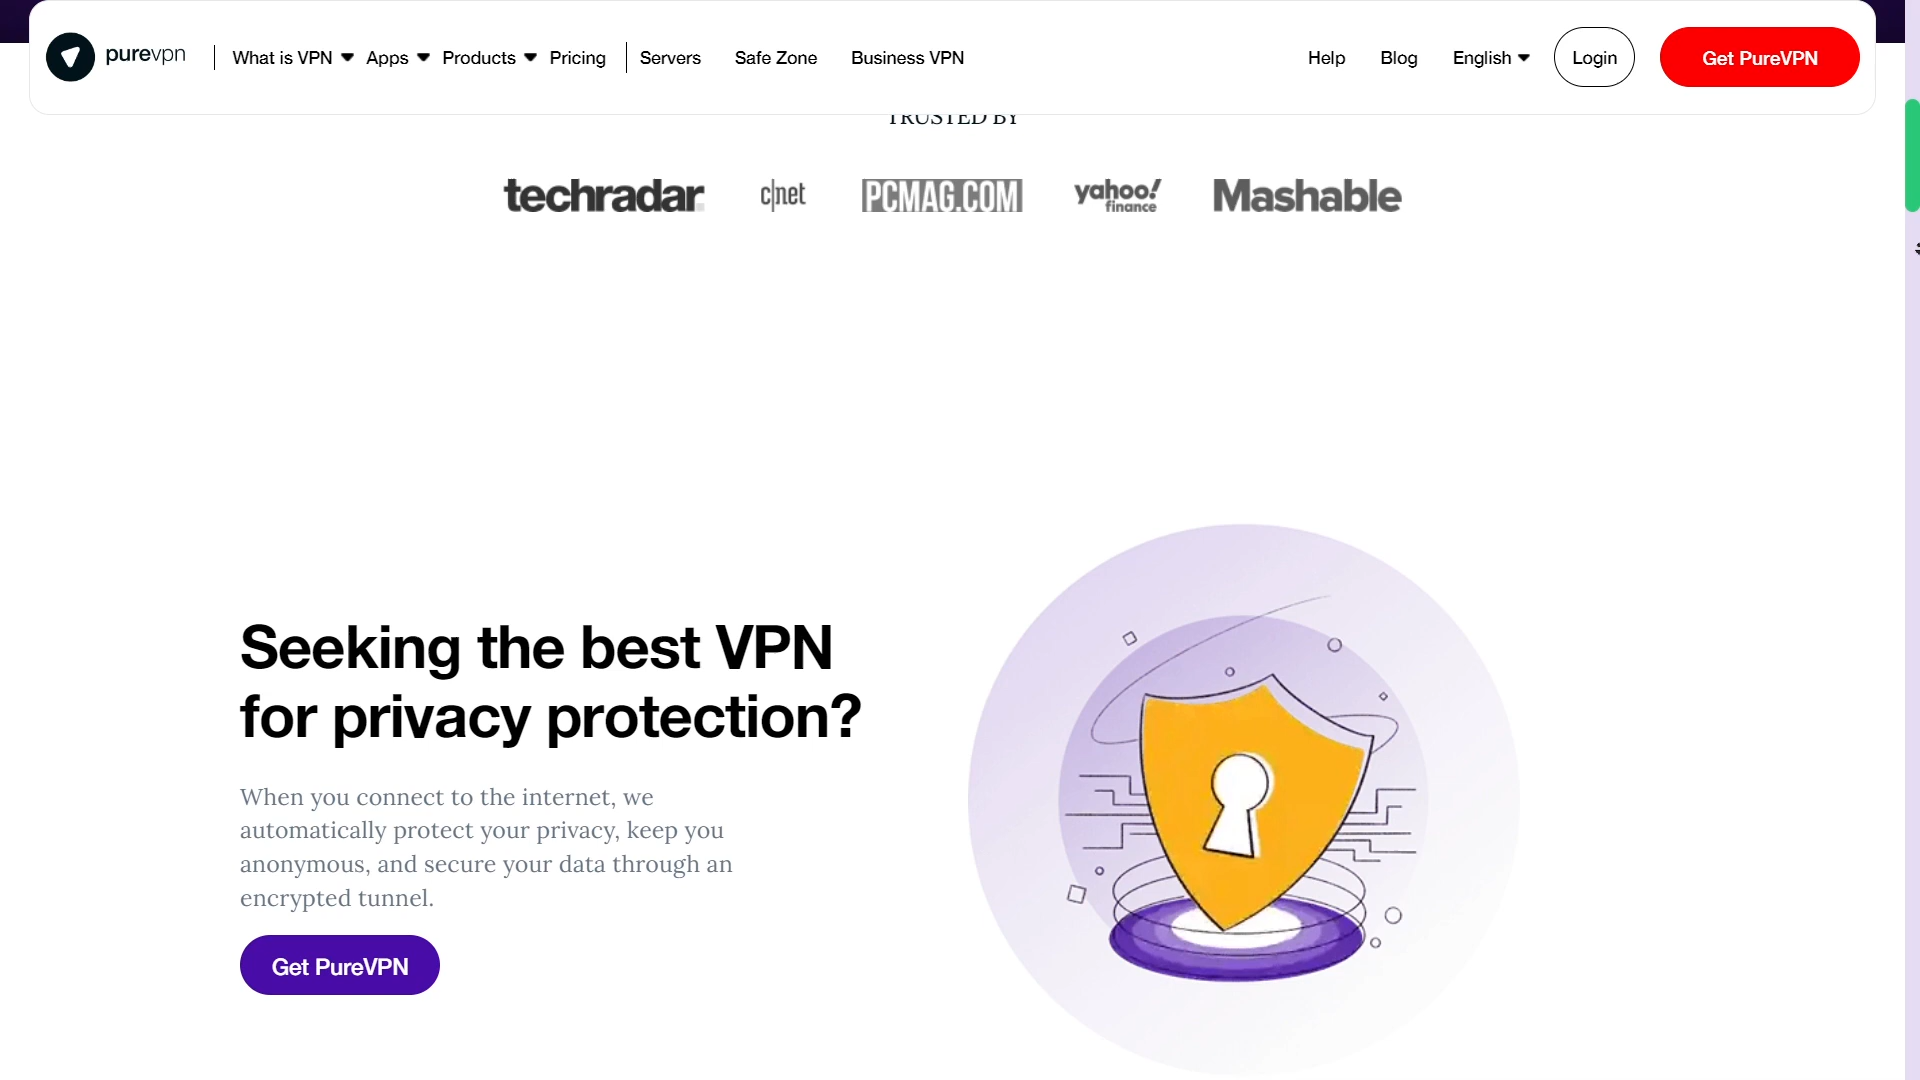 purevpn
What is VPN Apps Products Pricing Servers Safe Zone Business VPN Help Blog English Login Get PureVPN
TRUSTED BY
techradar c|net PCMAG.COM yahoo! finance Mashable
Seeking the best VPN
for privacy protection?
When you connect to the internet, we
automatically protect your privacy, keep you
anonymous, and secure your data through an
encrypted tunnel.
Get PureVPN